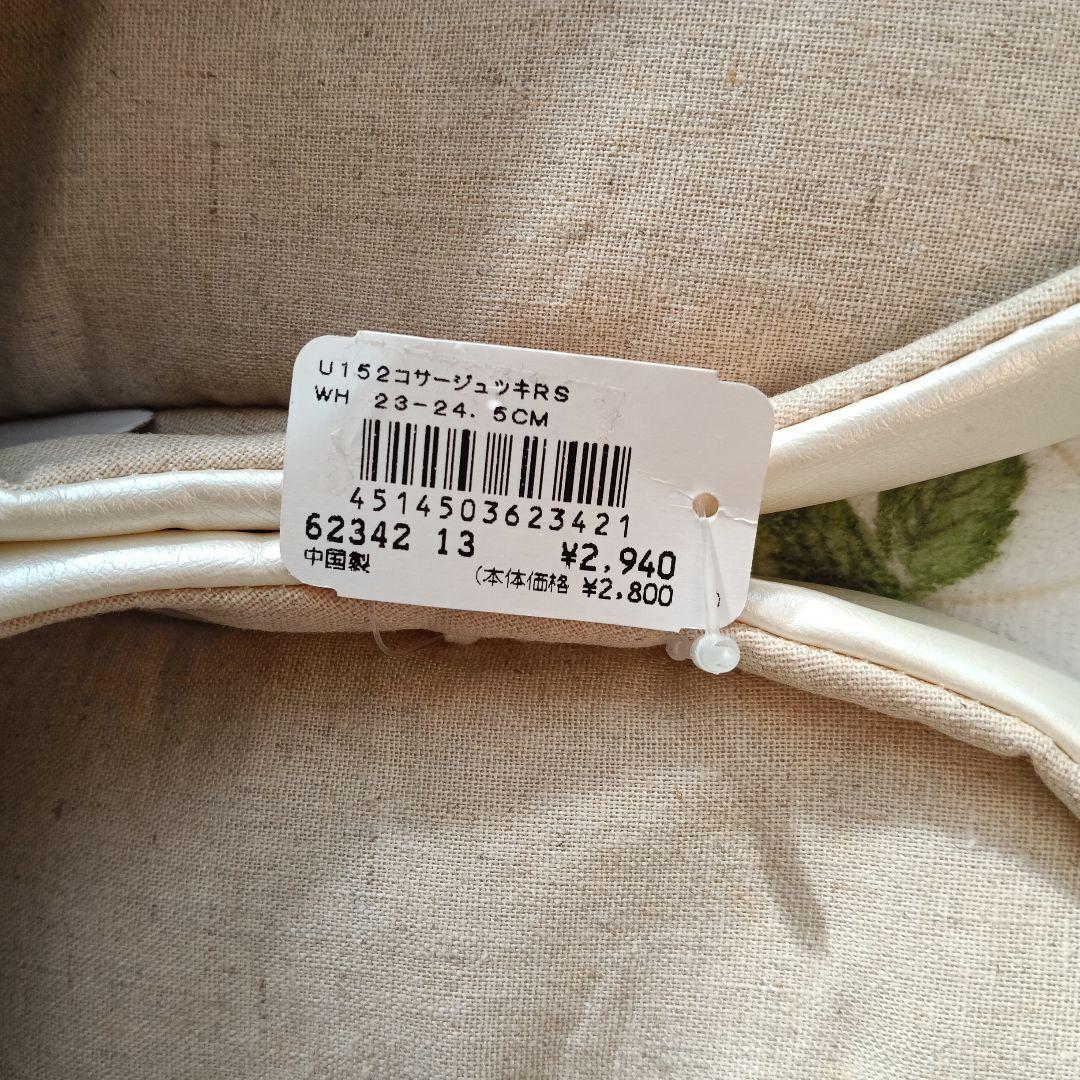 U152コサージュツキRS
WH 23-24.5CM
4514503623421
62342 13 ¥2,940
中国製 (本体価格 ¥2,800 )